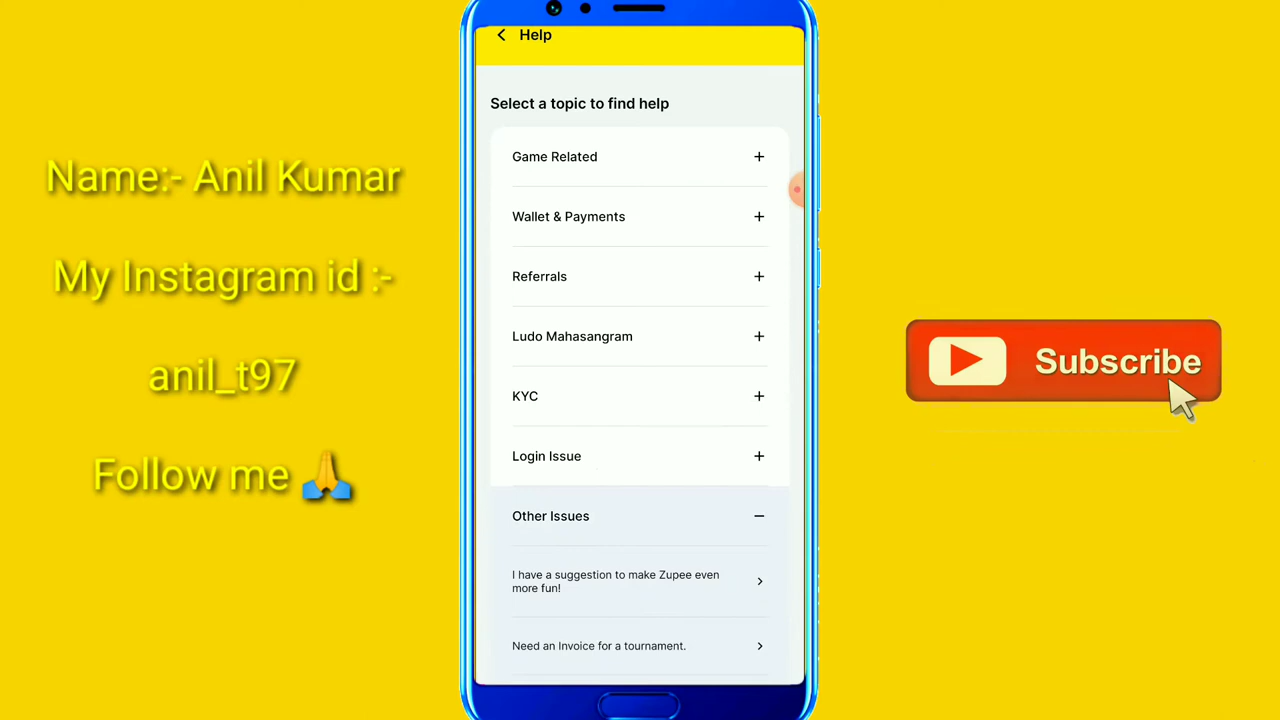 Name:- Anil Kumar
My Instagram id :-
anil_t97
Follow me 🙏
Help
Select a topic to find help
Game Related
Wallet & Payments
Referrals
Ludo Mahasangram
KYC
Login Issue
Other Issues
I have a suggestion to make Zupee even
more fun!
Need an Invoice for a tournament.
Subscribe